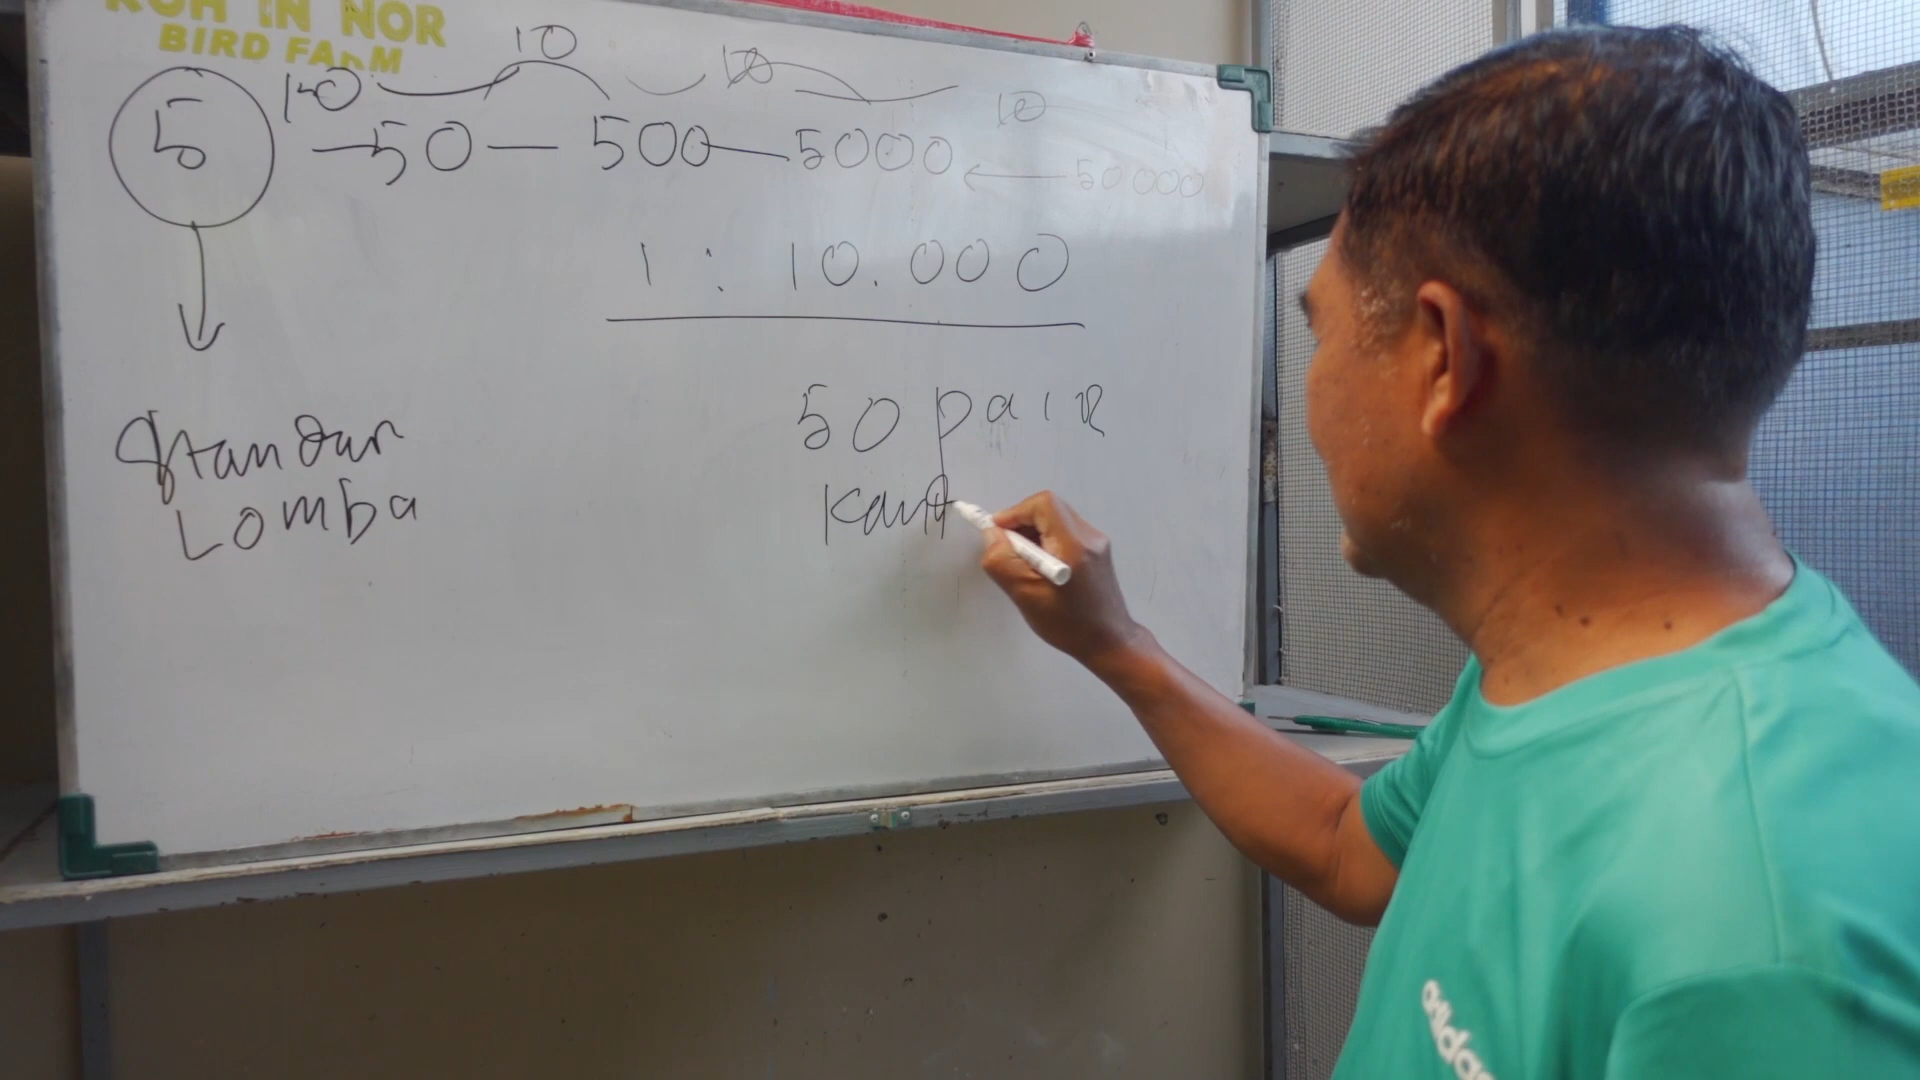 KOH IN NOR
BIRD FARM
10 10 10 10
5 — 50 — 500 — 5000 ← 50000
1 : 10.000
50 pair
Standar
Lomba
adidas